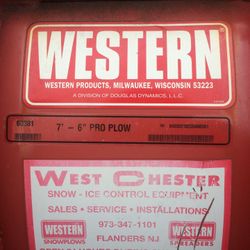 WESTERN
WESTERN PRODUCTS, MILWAUKEE, WISCONSIN 53223
A DIVISION OF DOUGLAS DYNAMICS, L.L.C.
60381
7' - 6" PRO PLOW
WEST CHESTER
SNOW - ICE CONTROL EQUIPMENT
SALES • SERVICE • INSTALLATIONS
973-347-1101
WESTERN
SNOWPLOWS
FLANDERS NJ
WESTERN
SPREADERS